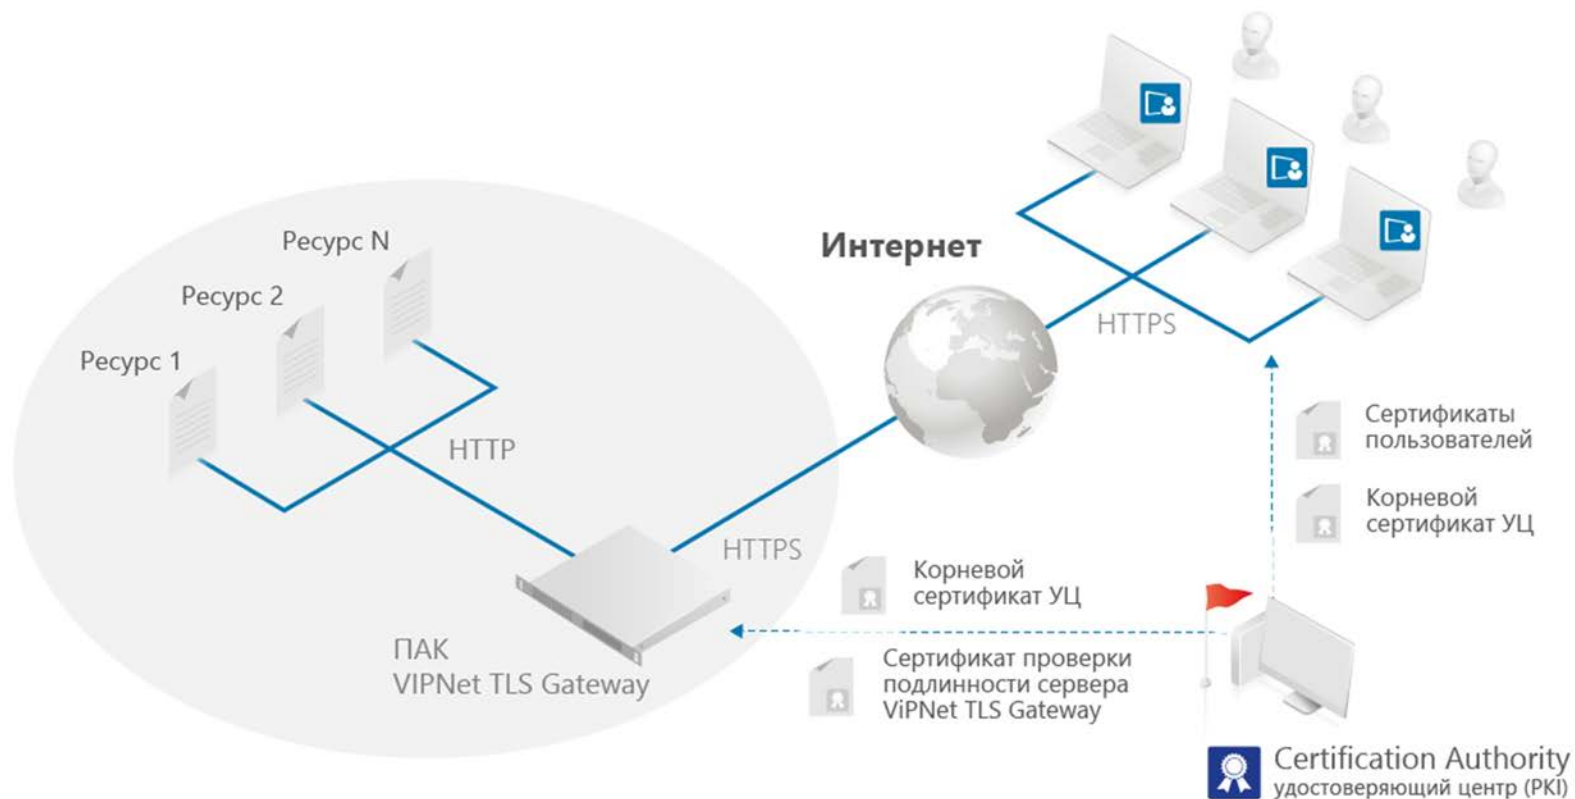 Ресурс N
Ресурс 2
Ресурс 1
HTTP
Интернет
HTTPS
HTTPS
ПАК
VIPNet TLS Gateway
Сертификаты
пользователей
Корневой
сертификат УЦ
Корневой
сертификат УЦ
Сертификат проверки
подлинности сервера
ViPNet TLS Gateway
Certification Authority
удостоверяющий центр (PKI)